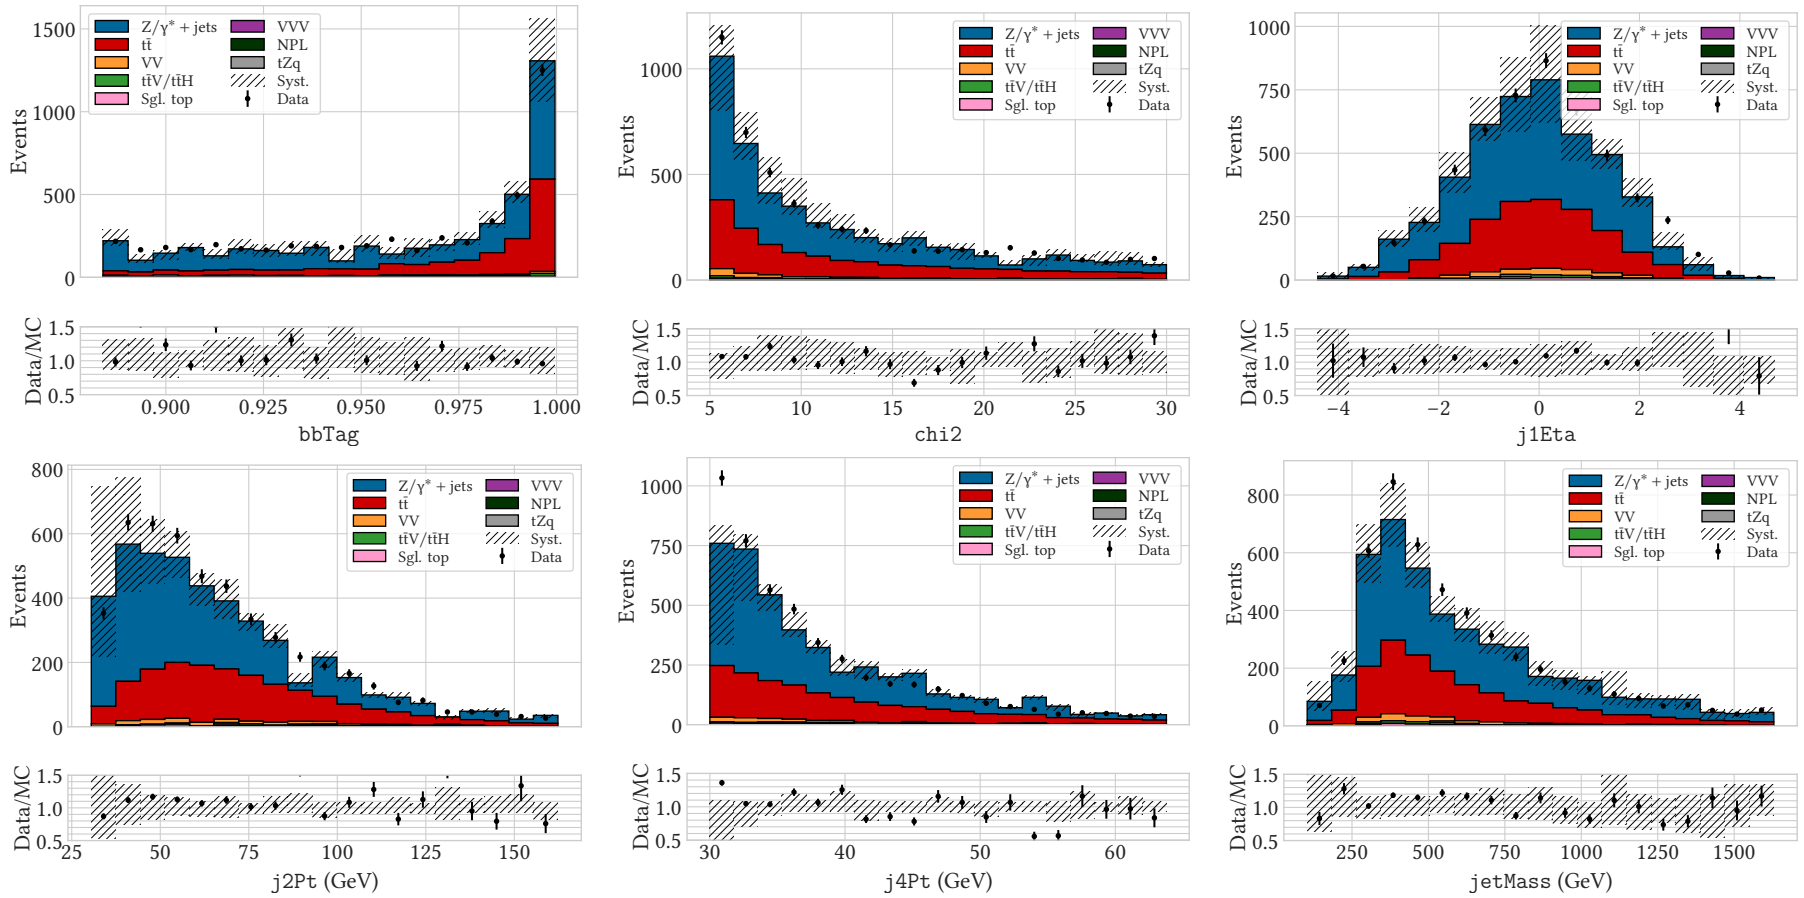 1500
1000
500
0
Events
Z/γ* + jets
tt̄
VV
tt̄V/tt̄H
Sgl. top
VVV
NPL
tZq
Syst.
Data
1.5
1.0
0.5
Data/MC
0.900 0.925 0.950 0.975 1.000
bbTag
1000
500
0
Events
Z/γ* + jets
tt̄
VV
tt̄V/tt̄H
Sgl. top
VVV
NPL
tZq
Syst.
Data
1.5
1.0
0.5
Data/MC
5 10 15 20 25 30
chi2
1000
750
500
250
0
Events
Z/γ* + jets
tt̄
VV
tt̄V/tt̄H
Sgl. top
VVV
NPL
tZq
Syst.
Data
1.5
1.0
0.5
Data/MC
−4 −2 0 2 4
j1Eta
800
600
400
200
0
Events
Z/γ* + jets
tt̄
VV
tt̄V/tt̄H
Sgl. top
VVV
NPL
tZq
Syst.
Data
1.5
1.0
0.5
Data/MC
25 50 75 100 125 150
j2Pt (GeV)
1000
750
500
250
0
Events
Z/γ* + jets
tt̄
VV
tt̄V/tt̄H
Sgl. top
VVV
NPL
tZq
Syst.
Data
1.5
1.0
0.5
Data/MC
30 40 50 60
j4Pt (GeV)
800
600
400
200
0
Events
Z/γ* + jets
tt̄
VV
tt̄V/tt̄H
Sgl. top
VVV
NPL
tZq
Syst.
Data
1.5
1.0
0.5
Data/MC
250 500 750 1000 1250 1500
jetMass (GeV)